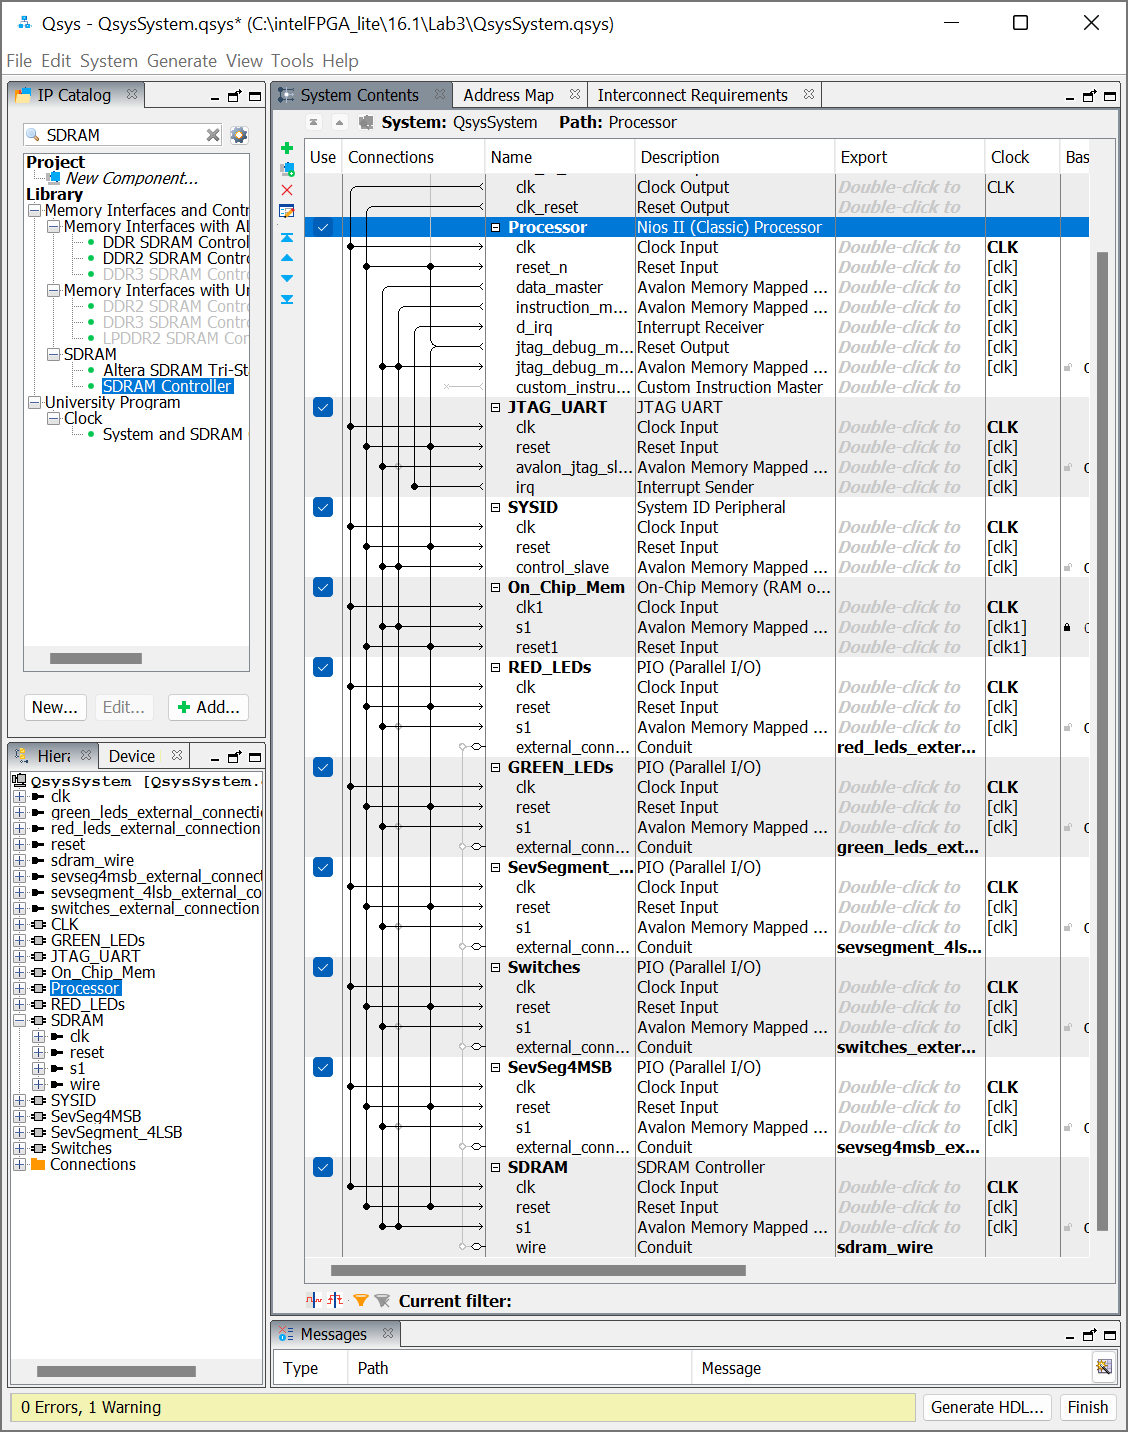 Qsys - QsysSystem.qsys* (C:\intelFPGA_lite\16.1\Lab3\QsysSystem.qsys)
File Edit System Generate View Tools Help
IP Catalog
SDRAM
Project
New Component...
Library
Memory Interfaces and Contr
Memory Interfaces with AL
DDR SDRAM Control
DDR2 SDRAM Contro
DDR3 SDRAM Contro
Memory Interfaces with Un
DDR2 SDRAM Contro
DDR3 SDRAM Contro
LPDDR2 SDRAM Cor
SDRAM
Altera SDRAM Tri-St
SDRAM Controller
University Program
Clock
System and SDRAM
New... Edit... Add...
Hiera Device
QsysSystem [QsysSystem.
clk
green_leds_external_connecti
red_leds_external_connection
reset
sdram_wire
sevseg4msb_external_connect
sevsegment_4lsb_external_co
switches_external_connection
CLK
GREEN_LEDs
JTAG_UART
On_Chip_Mem
Processor
RED_LEDs
SDRAM
clk
reset
s1
wire
SYSID
SevSeg4MSB
SevSegment_4LSB
Switches
Connections
System Contents Address Map Interconnect Requirements
System: QsysSystem Path: Processor
Use Connections Name Description Export Clock Bas
clk Clock Output Double-click to CLK
clk_reset Reset Output Double-click to
Processor Nios II (Classic) Processor
clk Clock Input Double-click to CLK
reset_n Reset Input Double-click to [clk]
data_master Avalon Memory Mapped ... Double-click to [clk]
instruction_m... Avalon Memory Mapped ... Double-click to [clk]
d_irq Interrupt Receiver Double-click to [clk]
jtag_debug_m... Reset Output Double-click to [clk]
jtag_debug_m... Avalon Memory Mapped ... Double-click to [clk]
custom_instru... Custom Instruction Master Double-click to
JTAG_UART JTAG UART
clk Clock Input Double-click to CLK
reset Reset Input Double-click to [clk]
avalon_jtag_sl... Avalon Memory Mapped ... Double-click to [clk]
irq Interrupt Sender Double-click to [clk]
SYSID System ID Peripheral
clk Clock Input Double-click to CLK
reset Reset Input Double-click to [clk]
control_slave Avalon Memory Mapped ... Double-click to [clk]
On_Chip_Mem On-Chip Memory (RAM o...
clk1 Clock Input Double-click to CLK
s1 Avalon Memory Mapped ... Double-click to [clk1]
reset1 Reset Input Double-click to [clk1]
RED_LEDs PIO (Parallel I/O)
clk Clock Input Double-click to CLK
reset Reset Input Double-click to [clk]
s1 Avalon Memory Mapped ... Double-click to [clk]
external_conn... Conduit red_leds_exter...
GREEN_LEDs PIO (Parallel I/O)
clk Clock Input Double-click to CLK
reset Reset Input Double-click to [clk]
s1 Avalon Memory Mapped ... Double-click to [clk]
external_conn... Conduit green_leds_ext...
SevSegment_... PIO (Parallel I/O)
clk Clock Input Double-click to CLK
reset Reset Input Double-click to [clk]
s1 Avalon Memory Mapped ... Double-click to [clk]
external_conn... Conduit sevsegment_4ls...
Switches PIO (Parallel I/O)
clk Clock Input Double-click to CLK
reset Reset Input Double-click to [clk]
s1 Avalon Memory Mapped ... Double-click to [clk]
external_conn... Conduit switches_exter...
SevSeg4MSB PIO (Parallel I/O)
clk Clock Input Double-click to CLK
reset Reset Input Double-click to [clk]
s1 Avalon Memory Mapped ... Double-click to [clk]
external_conn... Conduit sevseg4msb_ex...
SDRAM SDRAM Controller
clk Clock Input Double-click to CLK
reset Reset Input Double-click to [clk]
s1 Avalon Memory Mapped ... Double-click to [clk]
wire Conduit sdram_wire
Current filter:
Messages
Type Path Message
0 Errors, 1 Warning
Generate HDL... Finish